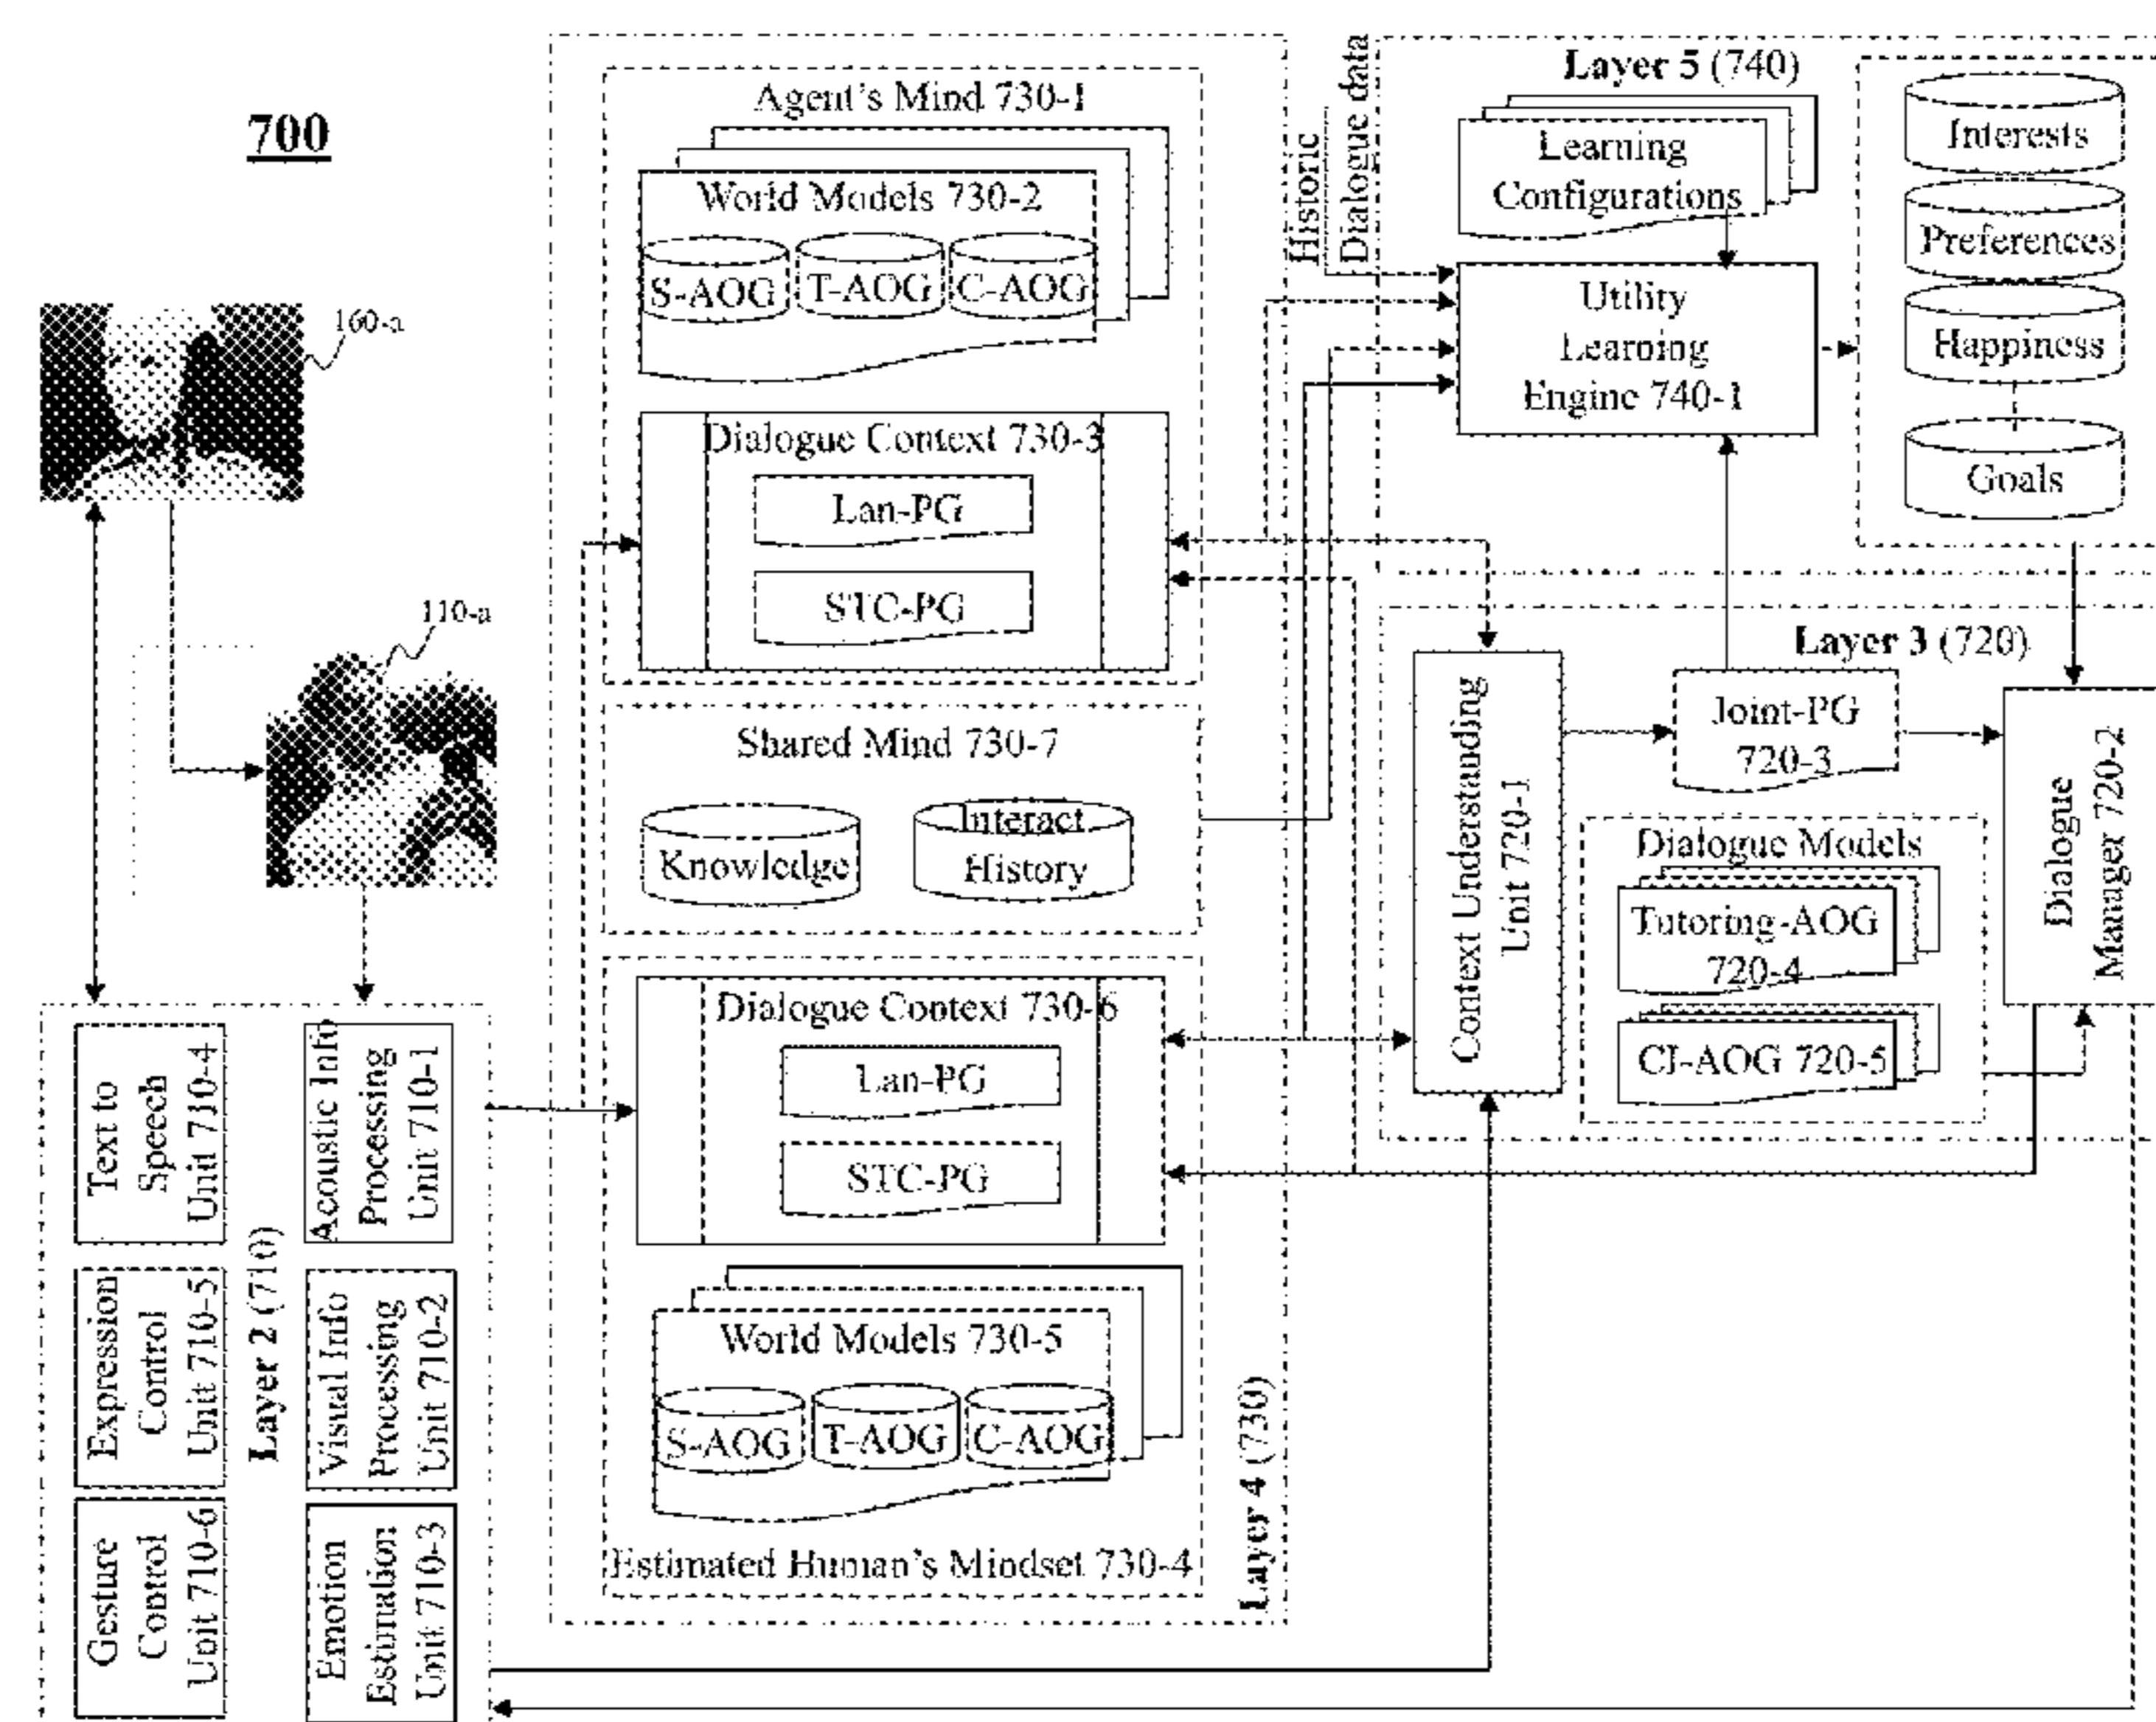 700
160-a
110-a
Agent's Mind 730-1
World Models 730-2
S-AOG
T-AOG
C-AOG
Dialogue Context 730-3
Lan-PG
STC-PG
Shared Mind 730-7
Knowledge
Interact
History
Dialogue Context 730-6
Lan-PG
STC-PG
World Models 730-5
S-AOG
T-AOG
C-AOG
Estimated Human's Mindset 730-4
Layer 4 (730)
Historic
Dialogue data
Layer 5 (740)
Learning
Configurations
Utility
Learning
Engine 740-1
Interests
Preferences
Happiness
Goals
Layer 3 (720)
Context Understanding
Unit 720-1
Joint-PG
720-3
Dialogue Models
Tutoring-AOG
720-4
CI-AOG 720-5
Dialogue
Manager 720-2
Text to
Speech
Unit 710-4
Acoustic Info
Processing
Unit 710-1
Expression
Control
Unit 710-5
Layer 2 (710)
Visual Info
Processing
Unit 710-2
Gesture
Control
Unit 710-6
Emotion
Estimation
Unit 710-3